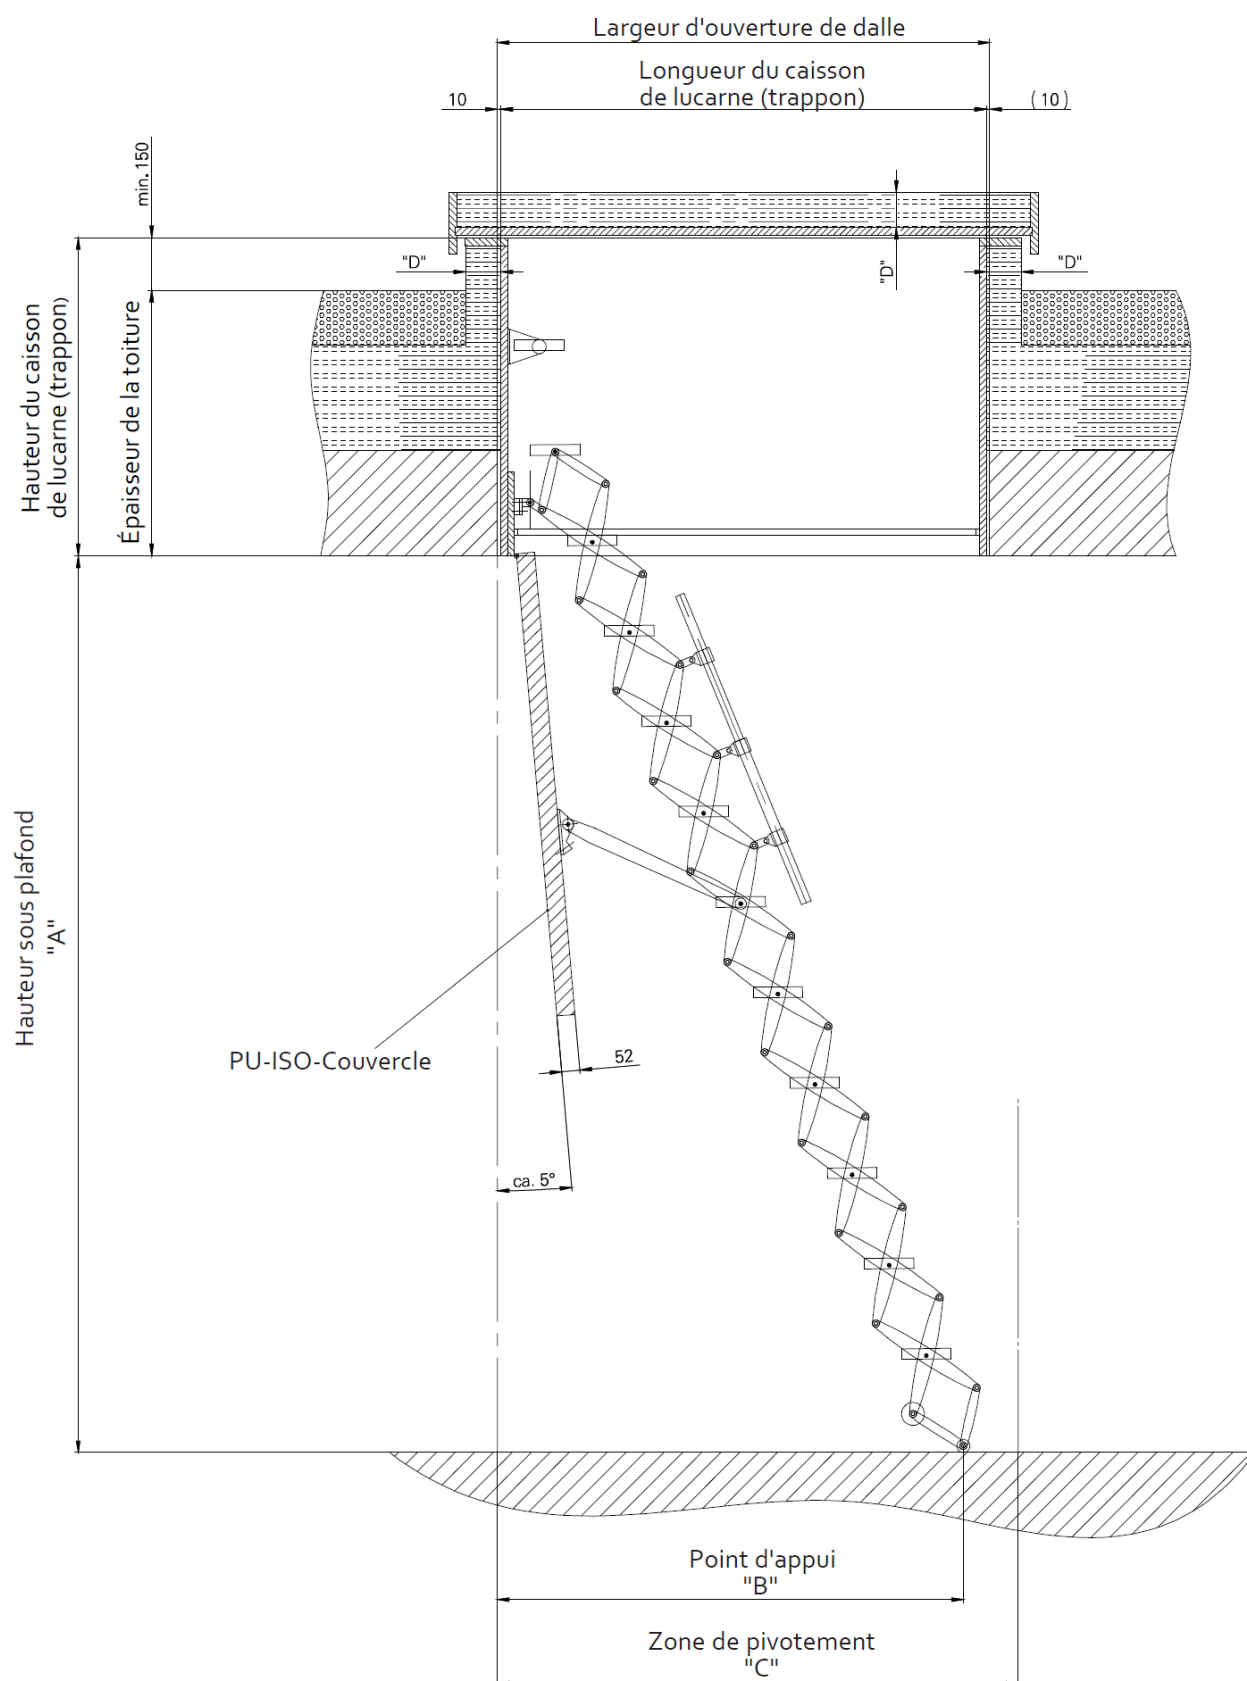 Largeur d'ouverture de dalle
Longueur du caisson
de lucarne (trappon)
10
(10)
min. 150
"D"
"D"
"D"
Hauteur du caisson
de lucarne (trappon)
Épaisseur de la toiture
Hauteur sous plafond
"A"
PU-ISO-Couvercle
52
ca. 5°
Point d'appui
"B"
Zone de pivotement
"C"